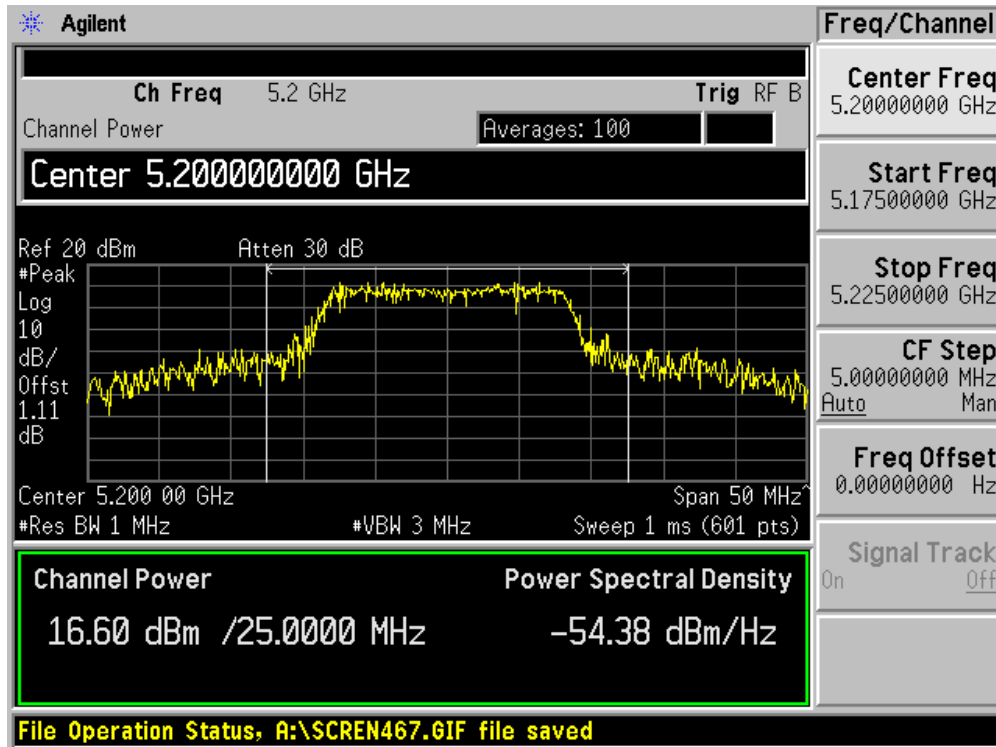 Agilent
Freq/Channel
Ch Freq 5.2 GHz Trig RF B
Channel Power Averages: 100
Center 5.200000000 GHz
Ref 20 dBm Atten 30 dB
#Peak
Log
10
dB/
Offst
1.11
dB
Center 5.200 00 GHz Span 50 MHz^
#Res BW 1 MHz #VBW 3 MHz Sweep 1 ms (601 pts)
Channel Power Power Spectral Density
16.60 dBm /25.0000 MHz -54.38 dBm/Hz
File Operation Status, A:\SCREN467.GIF file saved
Center Freq
5.20000000 GHz
Start Freq
5.17500000 GHz
Stop Freq
5.22500000 GHz
CF Step
5.00000000 MHz
Auto Man
Freq Offset
0.00000000 Hz
Signal Track
On Off